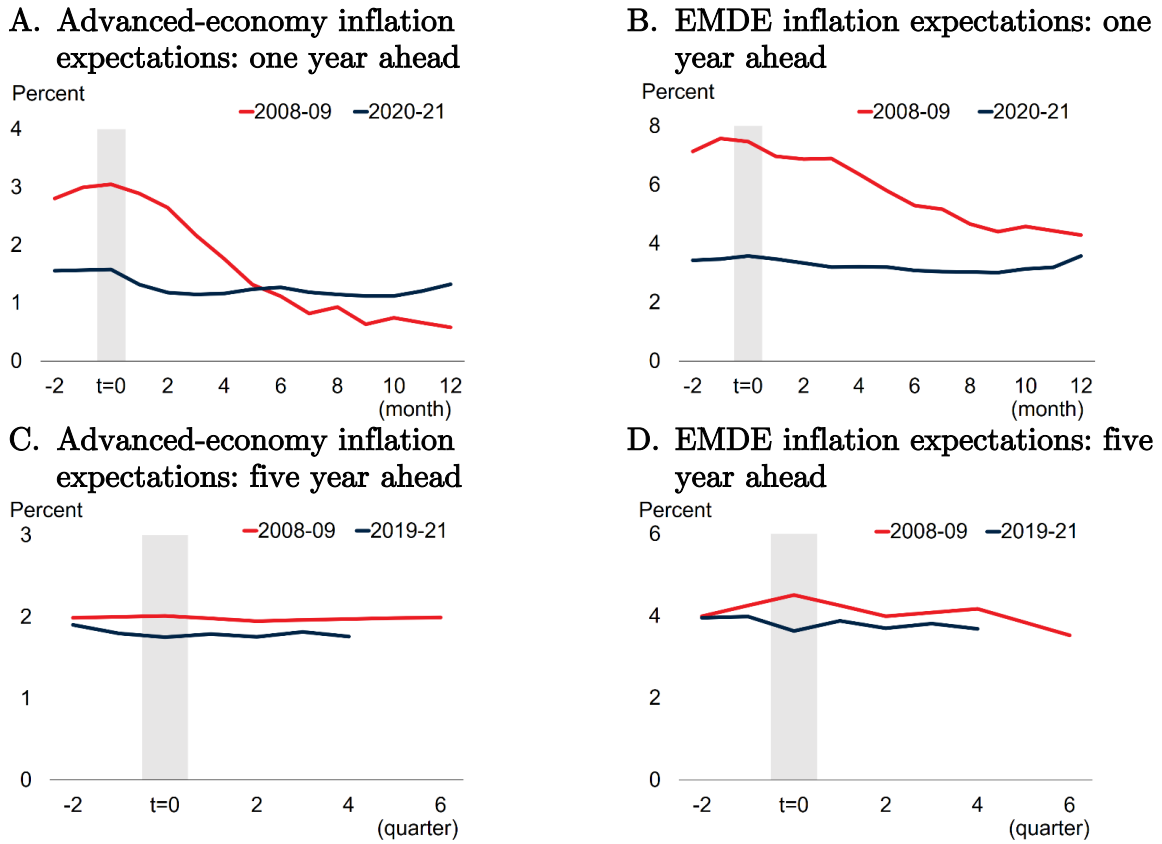 A. Advanced-economy inflation
expectations: one year ahead
Percent
2008-09 2020-21
4
3
2
1
0
-2 t=0 2 4 6 8 10 12
(month)
B. EMDE inflation expectations: one
year ahead
Percent
2008-09 2020-21
8
6
4
2
0
-2 t=0 2 4 6 8 10 12
(month)
C. Advanced-economy inflation
expectations: five year ahead
Percent
2008-09 2019-21
3
2
1
0
-2 t=0 2 4 6
(quarter)
D. EMDE inflation expectations: five
year ahead
Percent
2008-09 2019-21
6
4
2
0
-2 t=0 2 4 6
(quarter)